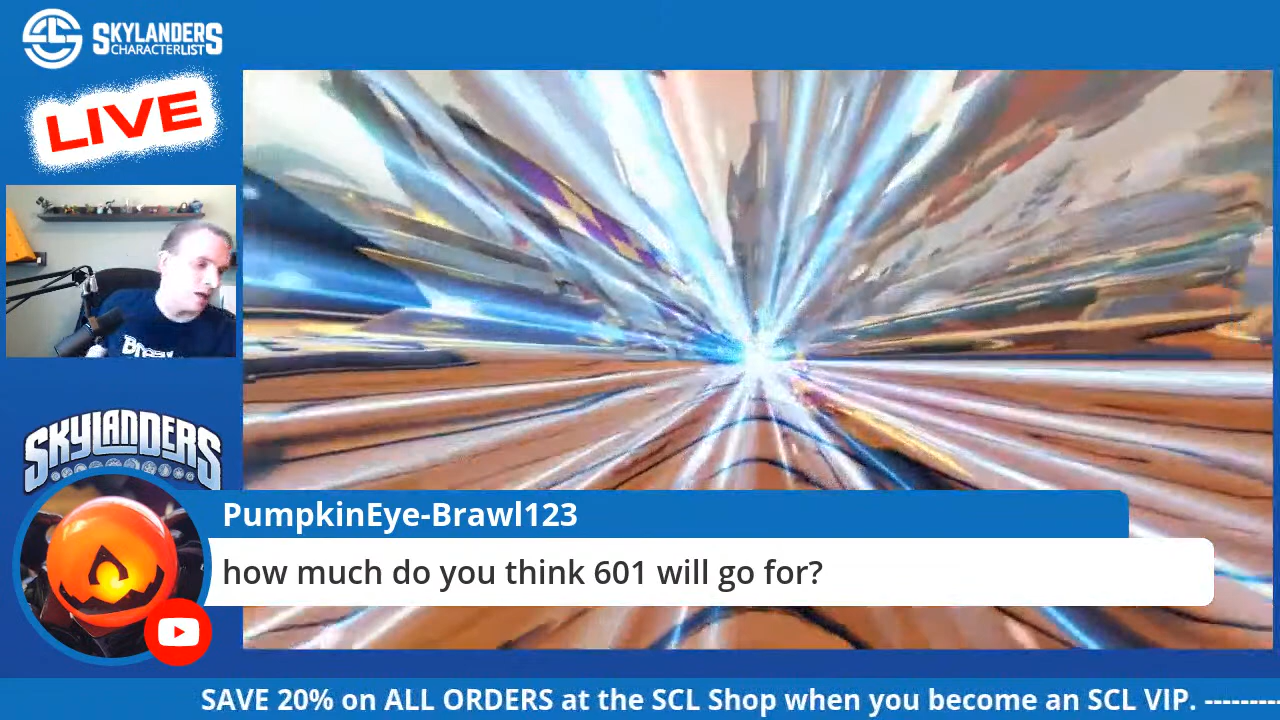 SKYLANDERS
CHARACTERLIST
LIVE
SKYLANDERS
PumpkinEye-Brawl123
how much do you think 601 will go for?
SAVE 20% on ALL ORDERS at the SCL Shop when you become an SCL VIP. --------